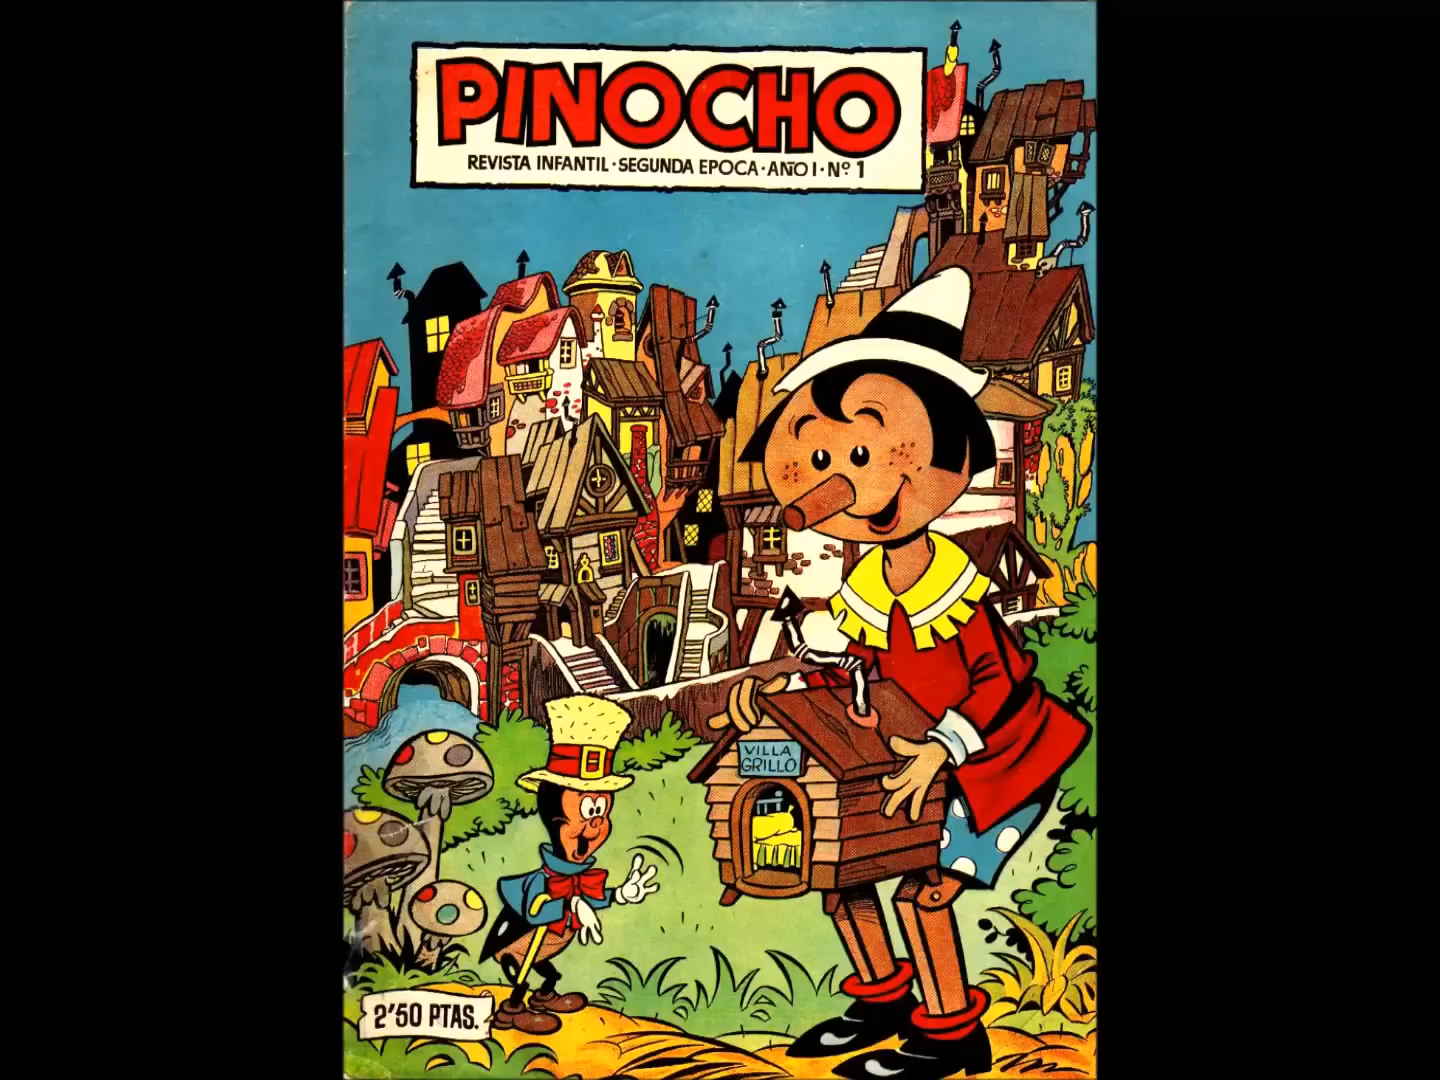 PINOCHO
REVISTA INFANTIL·SEGUNDA EPOCA·AÑO I·Nº 1
VILLA
GRILLO
2'50 PTAS.